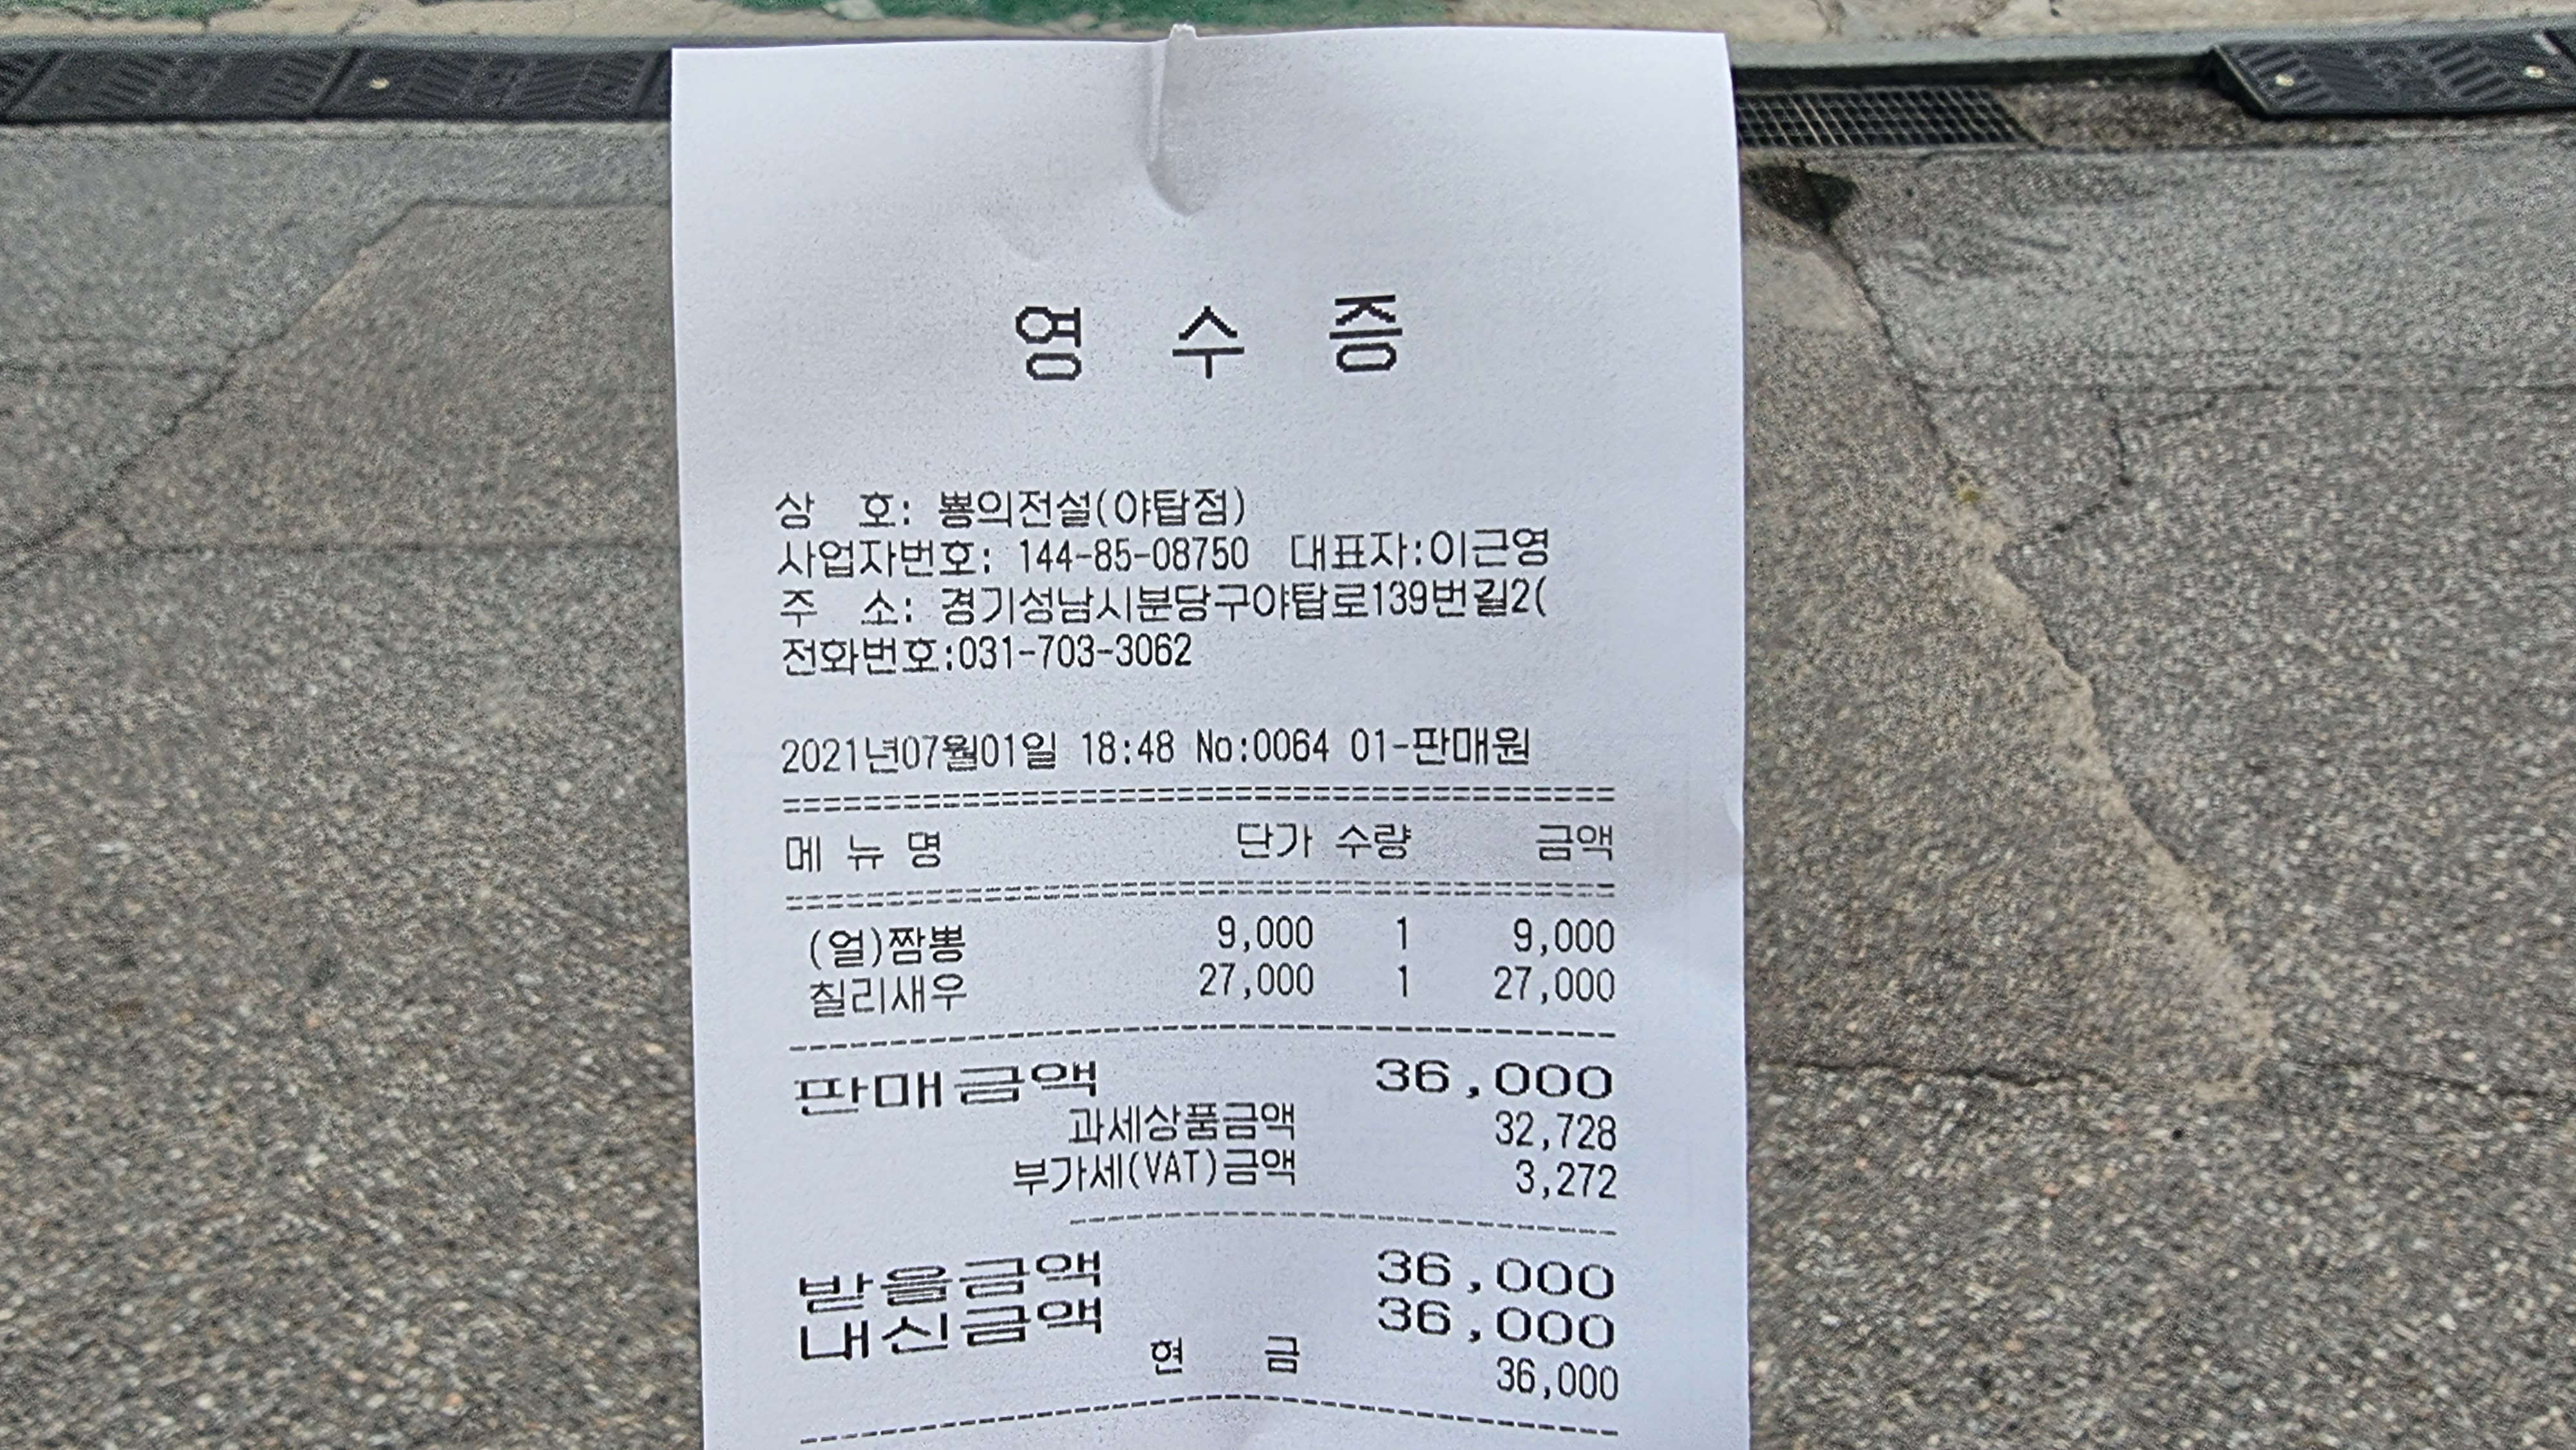 영 수 증
상 호: 뿅의전설(야탑점)
사업자번호: 144-85-08750 대표자:이근영
주 소: 경기성남시분당구야탑로139번길2(
전화번호:031-703-3062
2021년07월01일 18:48 No:0064 01-판매원
========================================
메 뉴 명 단가 수량 금액
========================================
(얼)짬뽕 9,000 1 9,000
칠리새우 27,000 1 27,000
판매금액 36,000
과세상품금액 32,728
부가세(VAT)금액 3,272
받을금액 36,000
내신금액 36,000
현 금 36,000